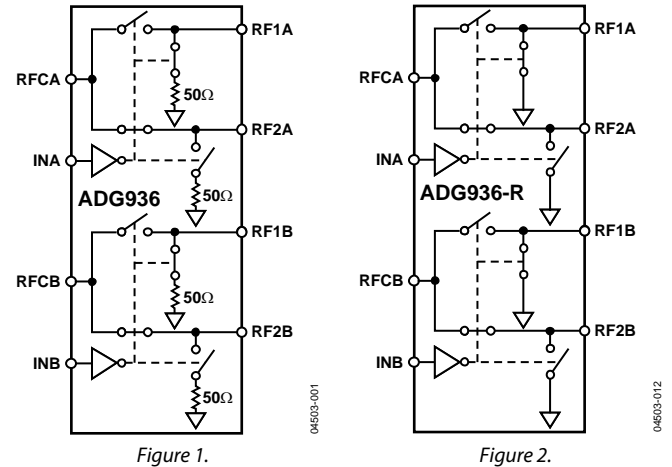 RF1A
RFCA
50Ω
RF2A
INA
50Ω
ADG936
RF1B
RFCB
50Ω
RF2B
INB
50Ω
04503-001
Figure 1.
RF1A
RFCA
RF2A
INA
ADG936-R
RF1B
RFCB
RF2B
INB
04503-012
Figure 2.